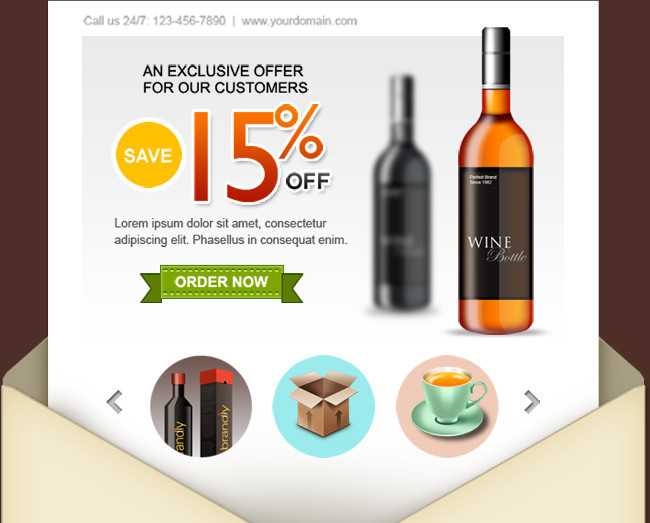 Call us 24/7: 123-456-7890 | www.yourdomain.com
AN EXCLUSIVE OFFER
FOR OUR CUSTOMERS
SAVE
15%
OFF
Lorem ipsum dolor sit amet, consectetur
adipiscing elit. Phasellus in consequat enim.
ORDER NOW
Perfect Brand
Since 1982
WINE
Bottle
brandly
brandly